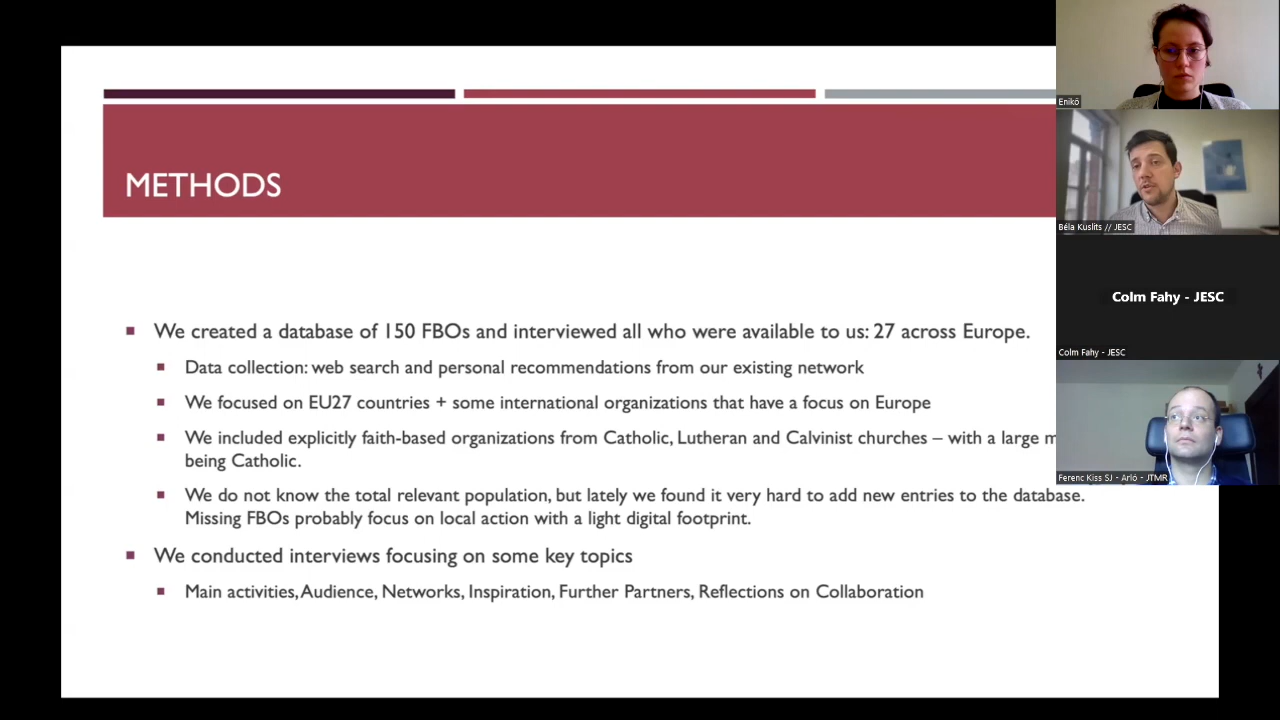 METHODS
We created a database of 150 FBOs and interviewed all who were available to us: 27 across Europe.
Data collection: web search and personal recommendations from our existing network
We focused on EU27 countries + some international organizations that have a focus on Europe
We included explicitly faith-based organizations from Catholic, Lutheran and Calvinist churches – with a large
being Catholic.
We do not know the total relevant population, but lately we found it very hard to add new entries to the database.
Missing FBOs probably focus on local action with a light digital footprint.
We conducted interviews focusing on some key topics
Main activities, Audience, Networks, Inspiration, Further Partners, Reflections on Collaboration
Enikő
Béla Kuslits // JESC
Colm Fahy - JESC
Colm Fahy - JESC
Ferenc Kiss SJ - Arló - JTMR